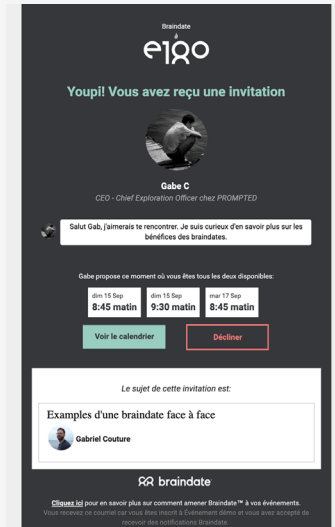 Braindate
à
e180
Youpi! Vous avez reçu une invitation
Gabe C
CEO - Chief Exploration Officer chez PROMPTED
Salut Gab, j'aimerais te rencontrer. Je suis curieux d'en savoir plus sur les
bénéfices des braindates.
Gabe propose ce moment où vous êtes tous les deux disponibles:
dim 15 Sep
8:45 matin
dim 15 Sep
9:30 matin
mar 17 Sep
8:45 matin
Voir le calendrier
Décliner
Le sujet de cette invitation est:
Examples d'une braindate face à face
Gabriel Couture
braindate
Cliquez ici pour en savoir plus sur comment amener Braindate™ à vos événements.
Vous recevez ce courriel car vous êtes inscrit à Événement démo et vous avez accepté de
recevoir des notifications Braindate.